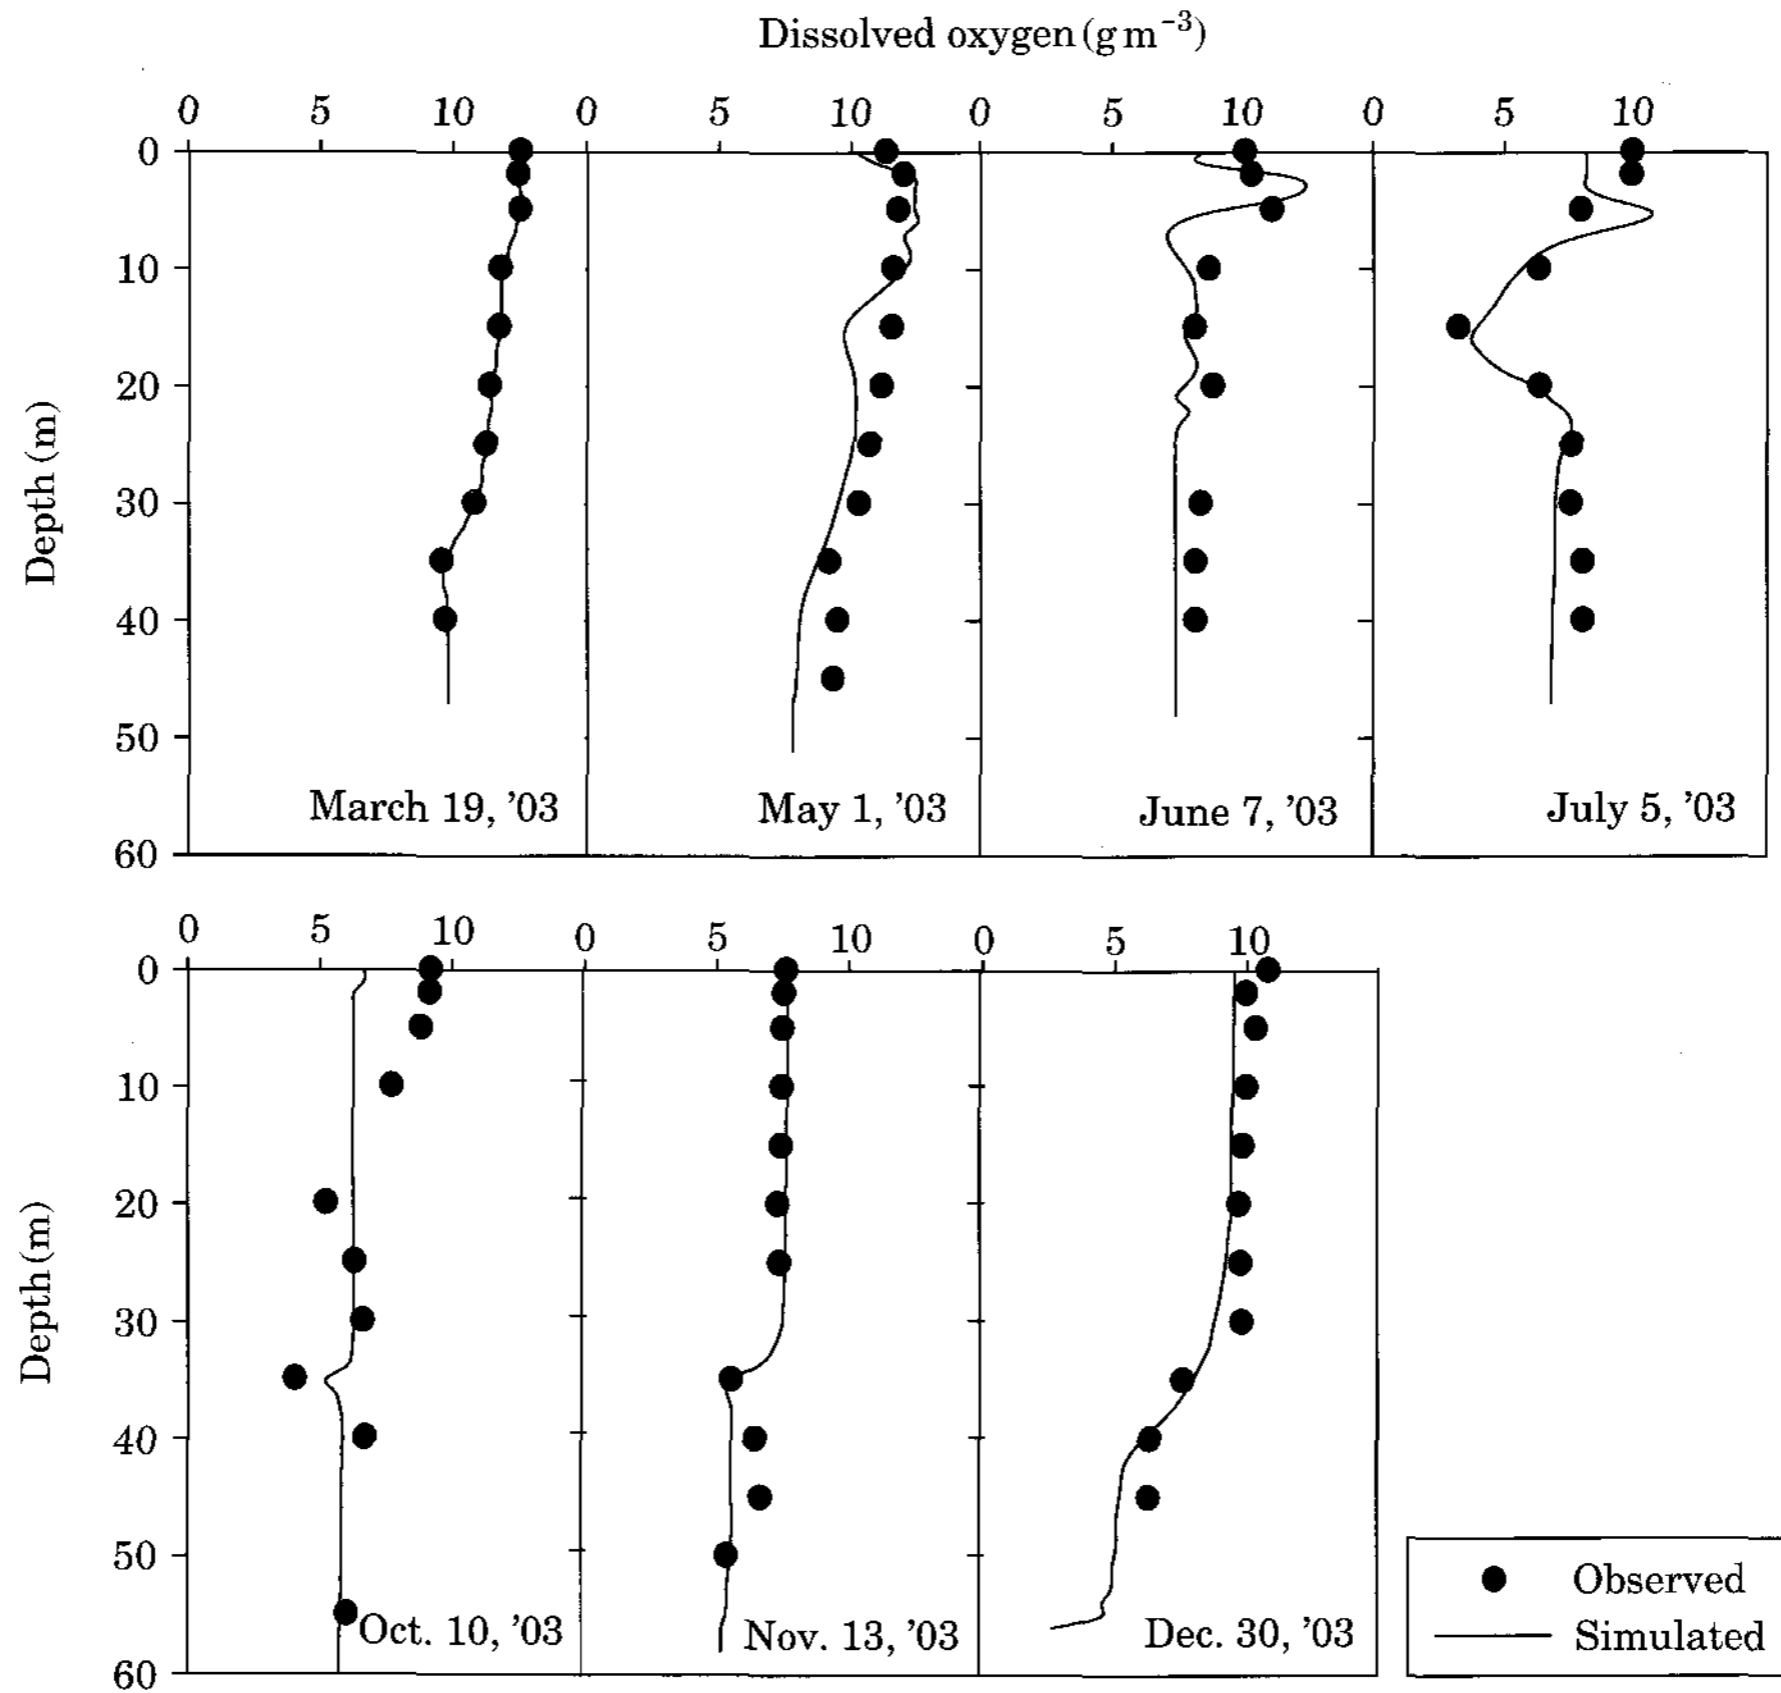 Dissolved oxygen (g m⁻³)
0 5 10 0 5 10 0 5 10 0 5 10
0
10
20
30
40
50
60
Depth (m)
March 19, '03 May 1, '03 June 7, '03 July 5, '03
0 5 10 0 5 10 0 5 10
0
10
20
30
40
50
60
Depth (m)
Oct. 10, '03 Nov. 13, '03 Dec. 30, '03
Observed
Simulated